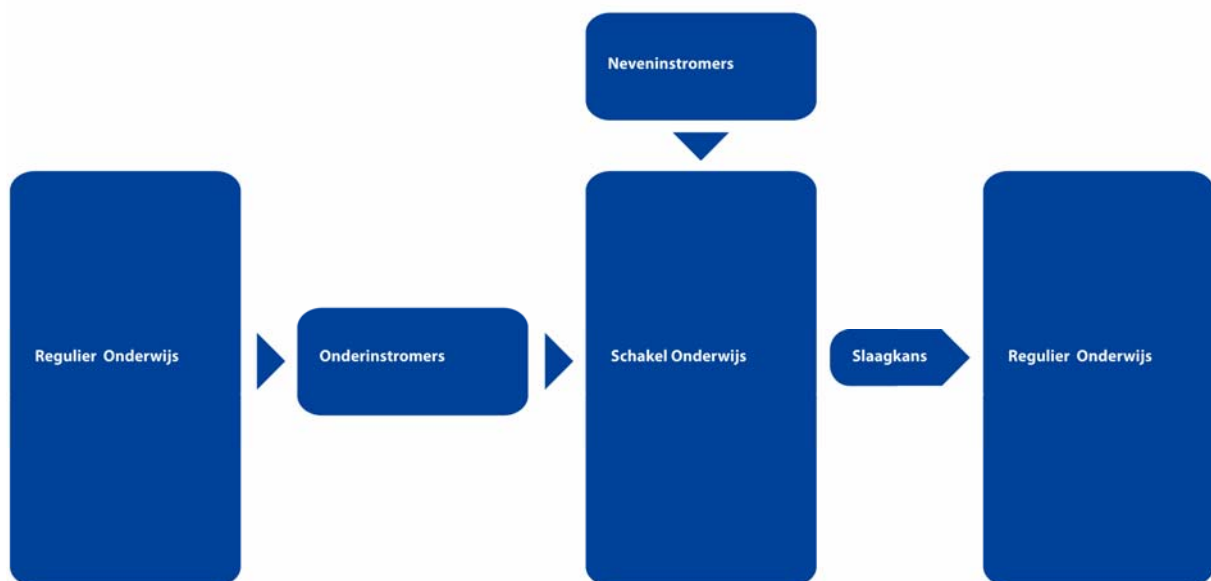 Neveninstromers
Regulier Onderwijs
Onderinstromers
Schakel Onderwijs
Slaagkans
Regulier Onderwijs